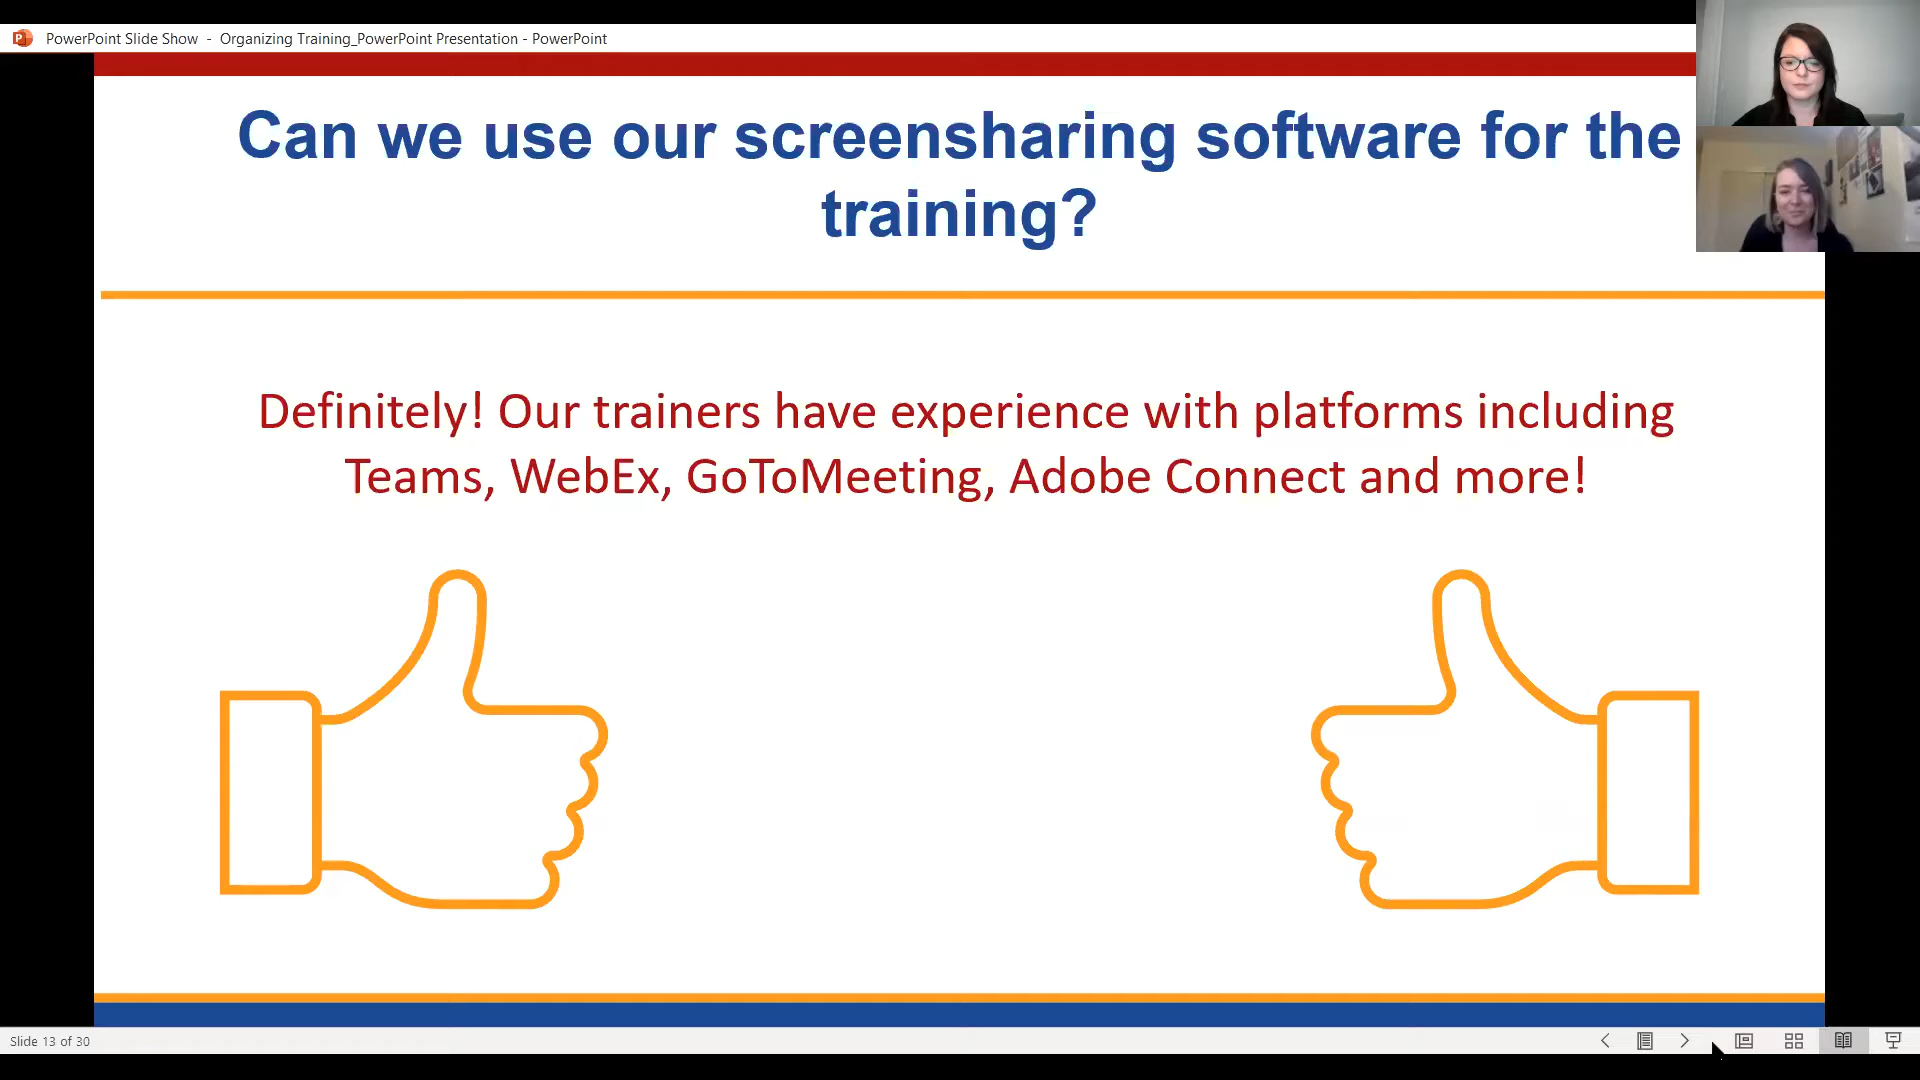 PowerPoint Slide Show - Organizing Training_PowerPoint Presentation - PowerPoint
Can we use our screensharing software for the
training?
Definitely! Our trainers have experience with platforms including
Teams, WebEx, GoToMeeting, Adobe Connect and more!
Slide 13 of 30